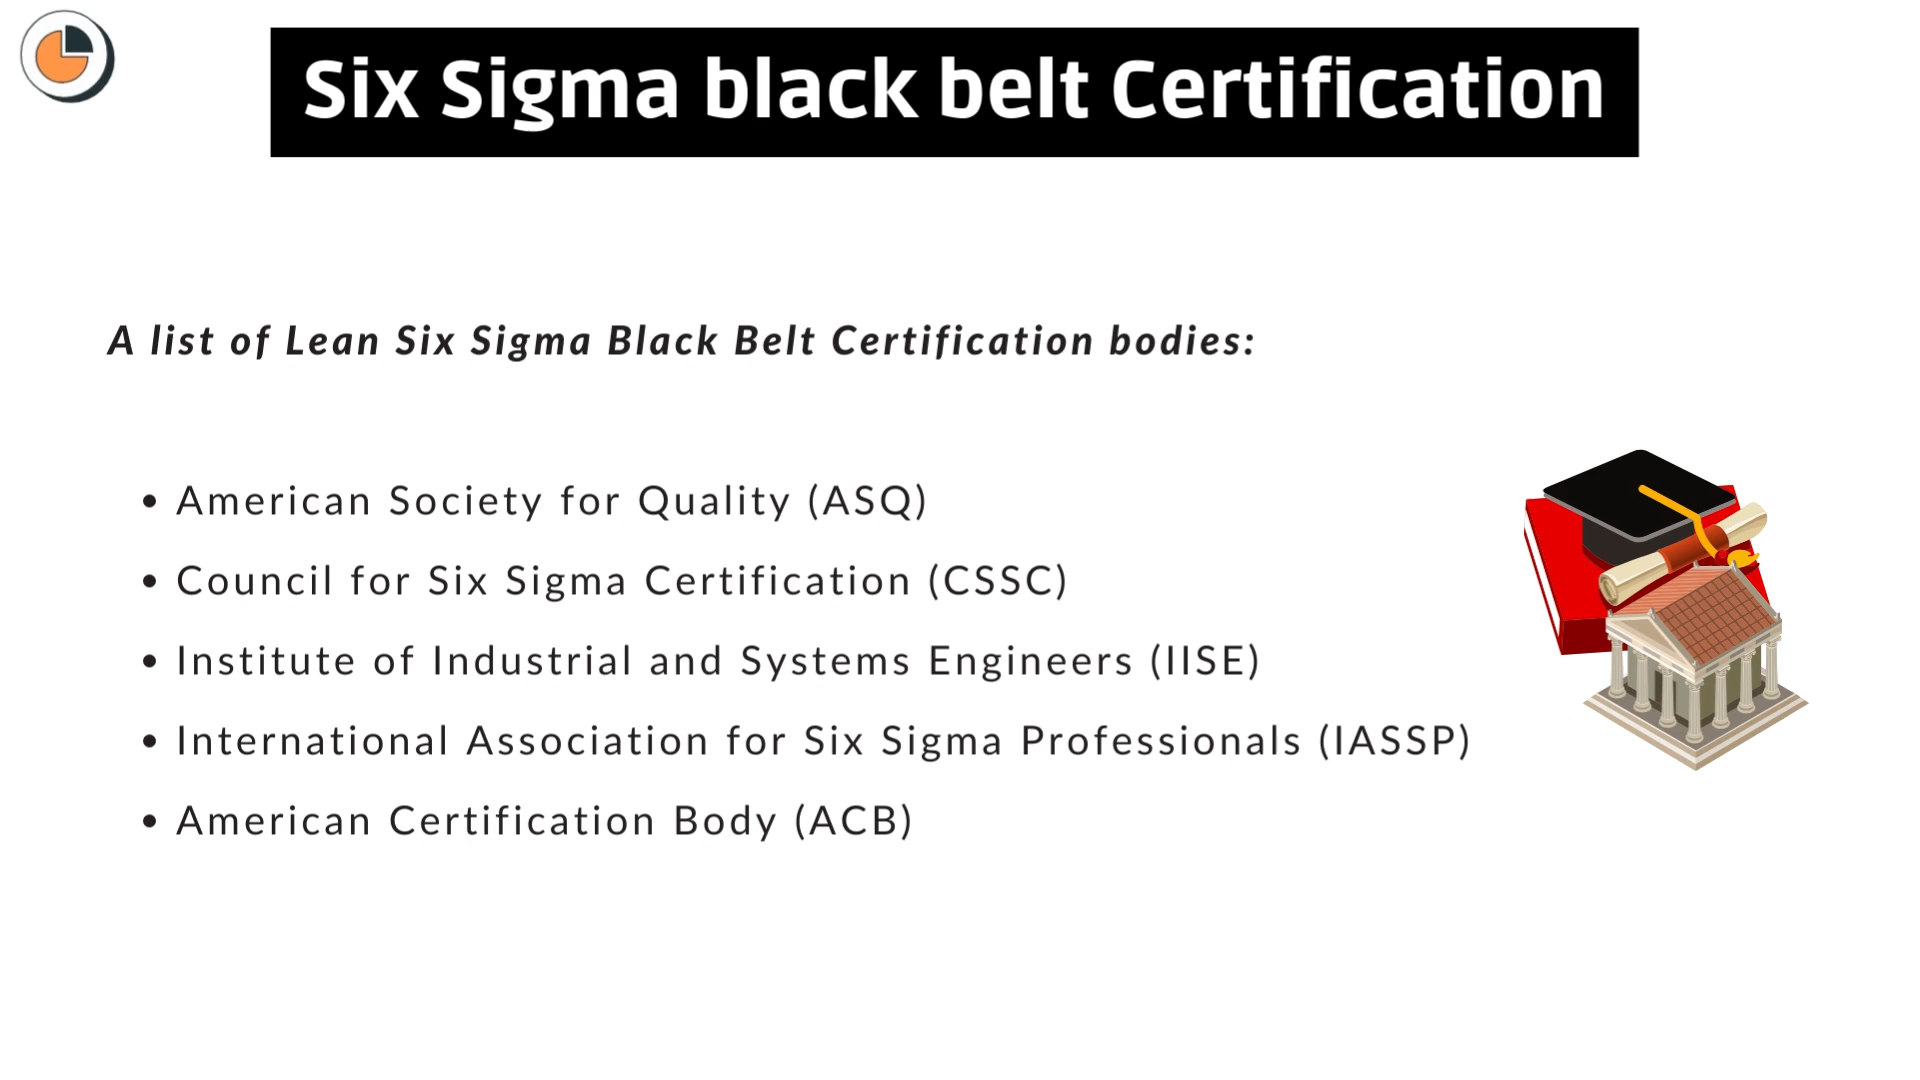 Six Sigma black belt Certification
A list of Lean Six Sigma Black Belt Certification bodies:
• American Society for Quality (ASQ)
• Council for Six Sigma Certification (CSSC)
• Institute of Industrial and Systems Engineers (IISE)
• International Association for Six Sigma Professionals (IASSP)
• American Certification Body (ACB)